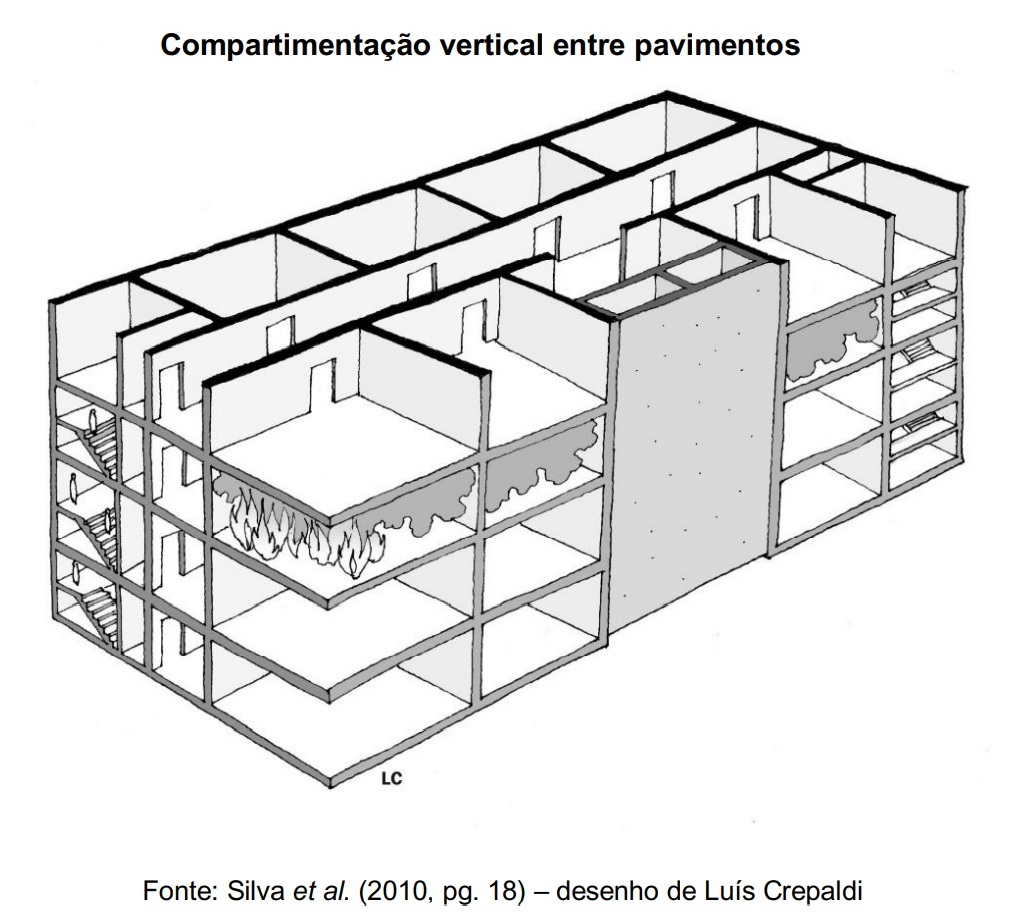 Compartimentação vertical entre pavimentos
LC
Fonte: Silva et al. (2010, pg. 18) – desenho de Luís Crepaldi